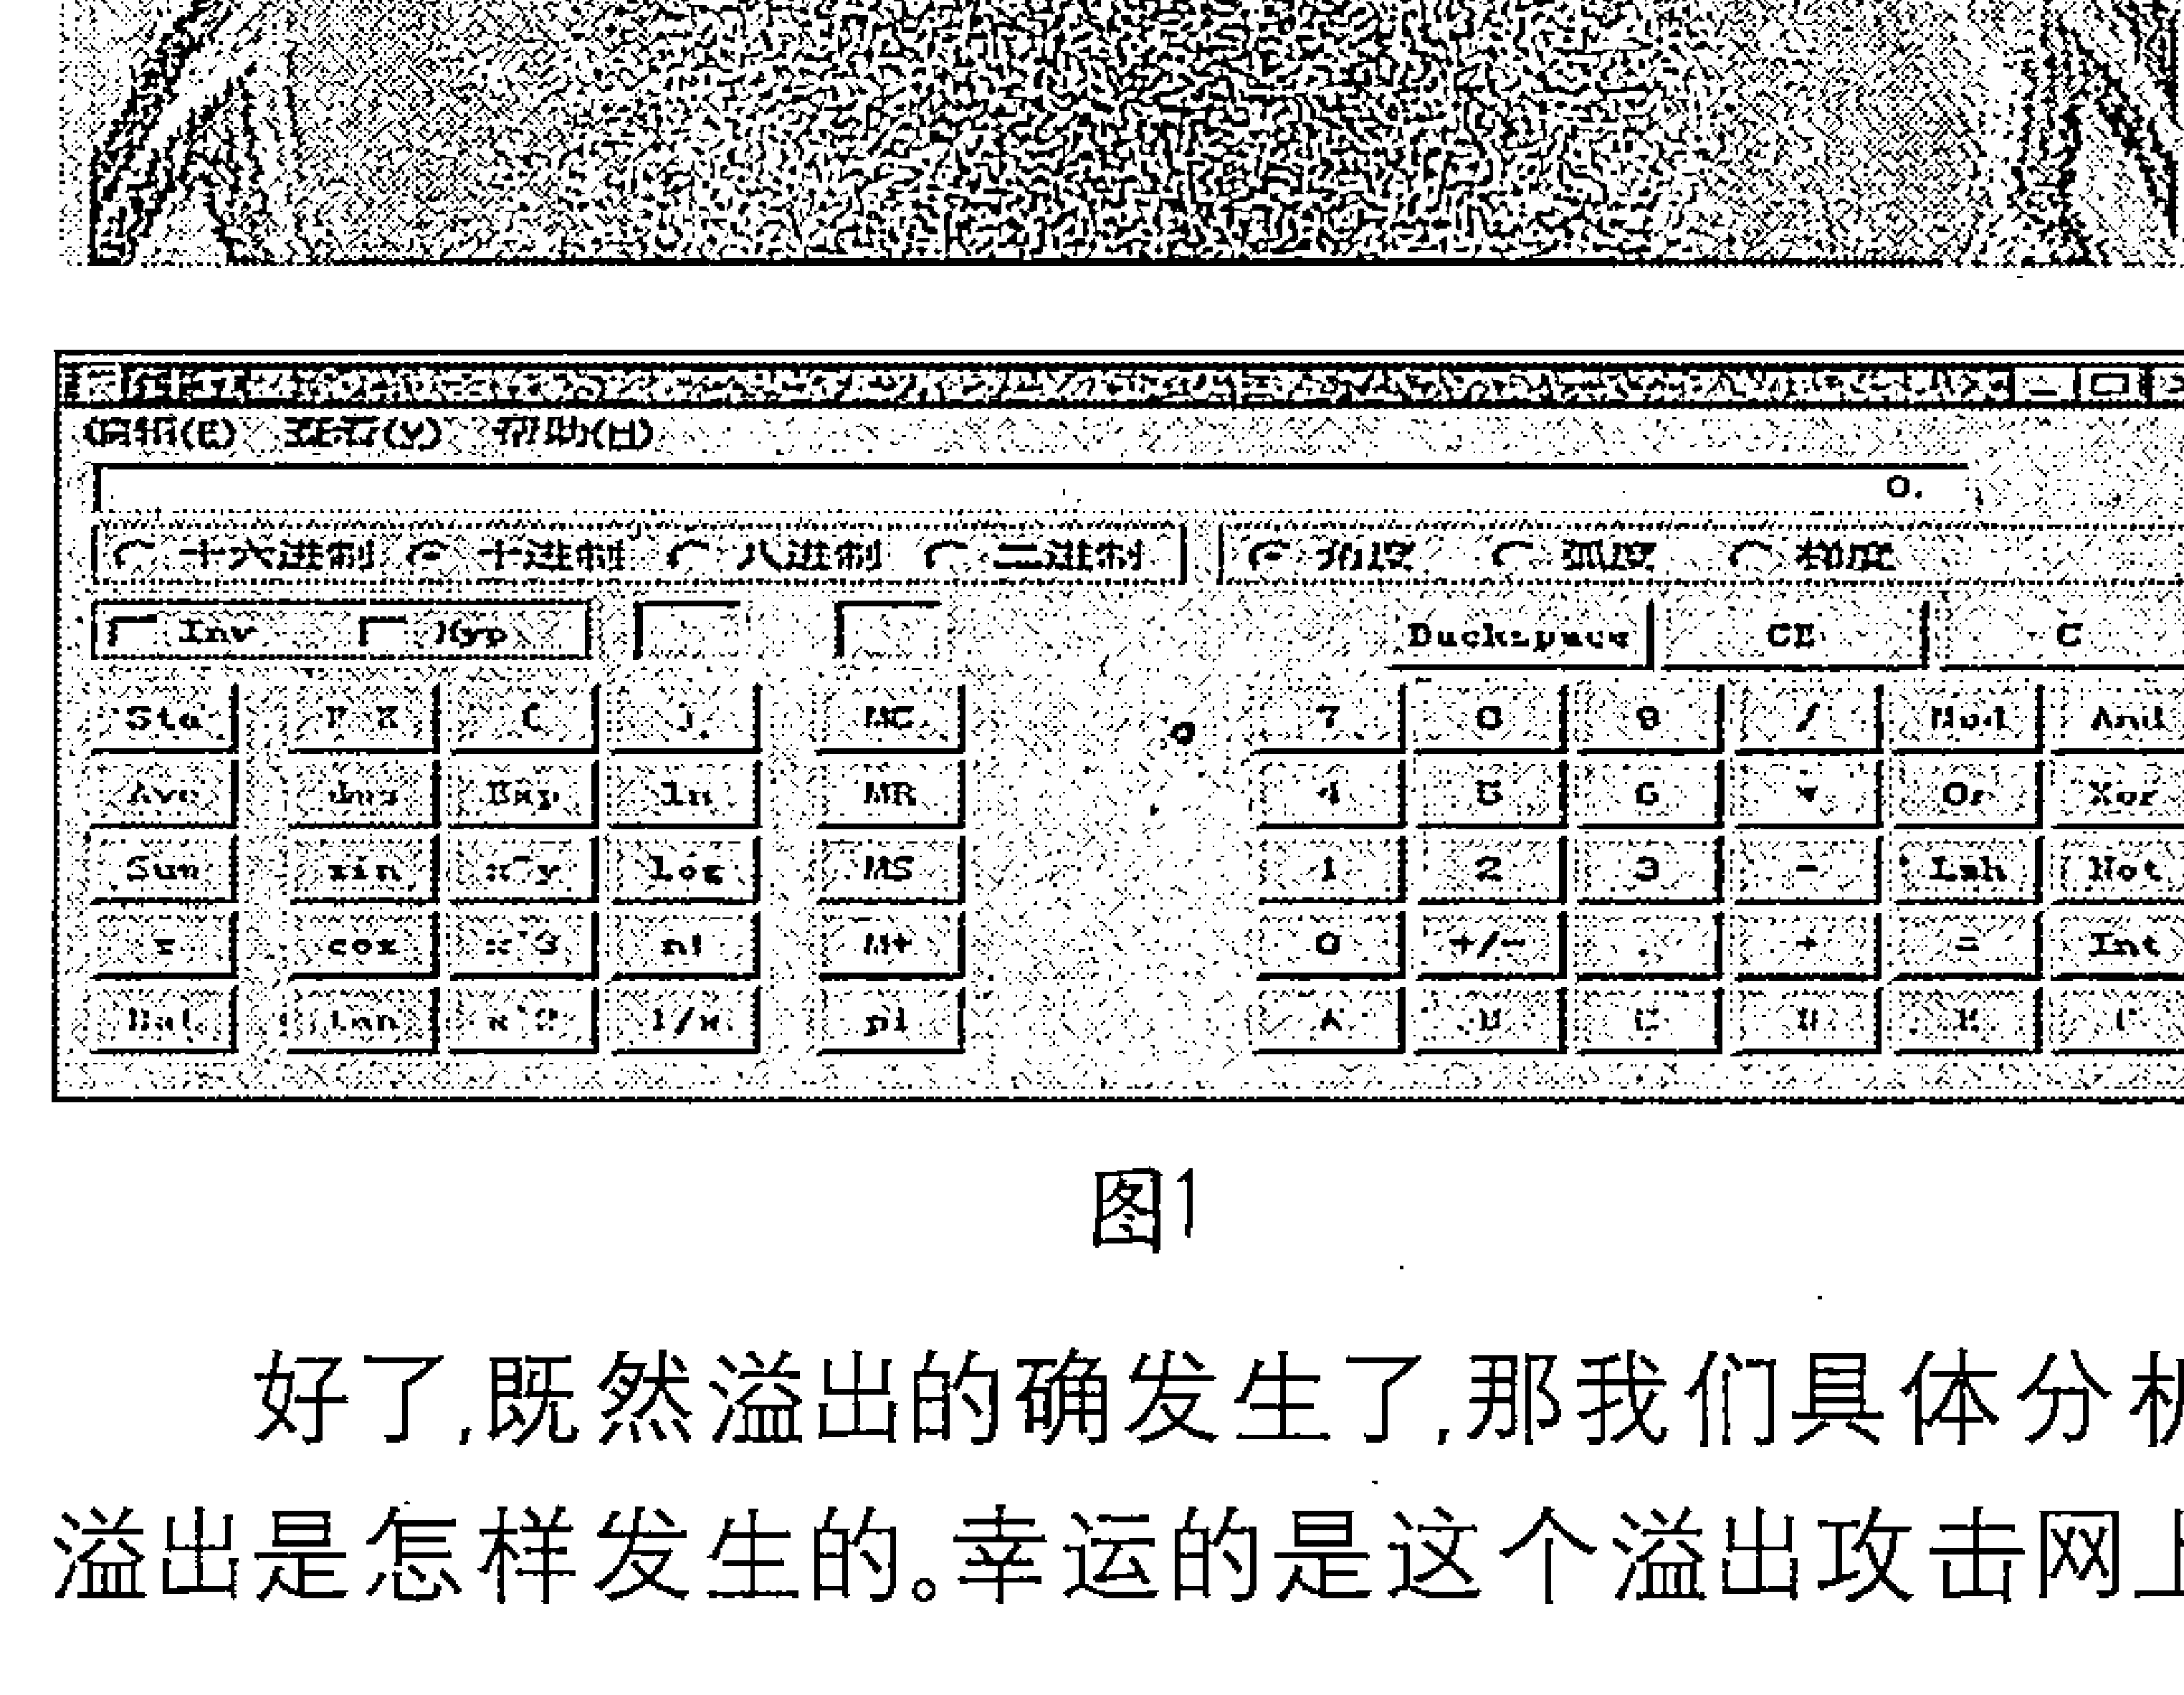 编辑(E) 查看(V) 帮助(H)
0.
十六进制 十进制 八进制 二进制 角度 弧度 梯度
Inv Hyp Backspace CE C
Sta F-E ( ) MC 7 8 9 / Mod And
Ave dms Exp ln MR 4 5 6 * Or Xor
Sum sin x^y log MS 1 2 3 - Lsh Not
s cos x^3 n! M+ 0 +/- . + = Int
Dat tan x^2 1/x pi A B C D E F
图1
好了,既然溢出的确发生了,那我们具体分析
溢出是怎样发生的。幸运的是这个溢出攻击网上